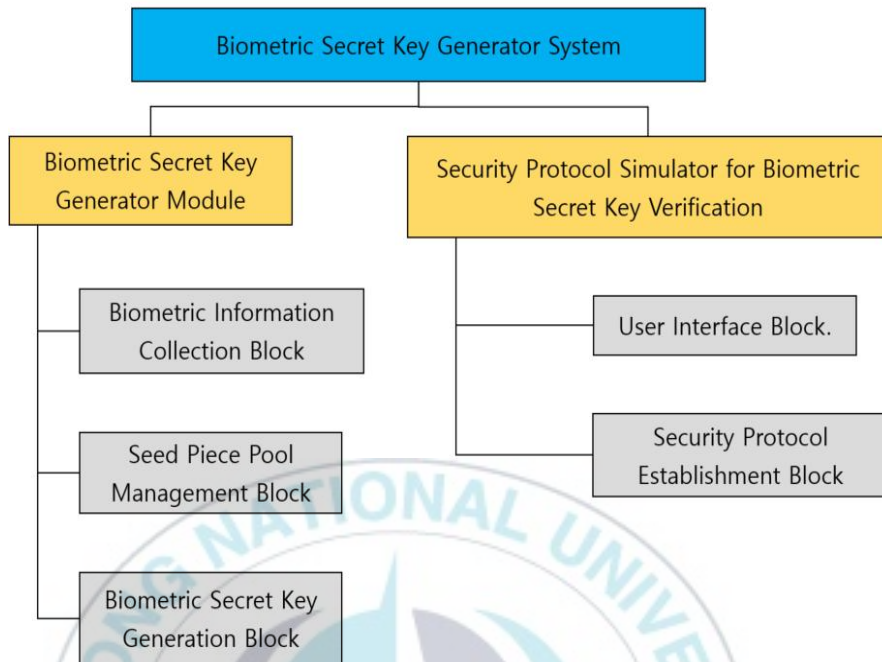 Biometric Secret Key Generator System
Biometric Secret Key
Generator Module
Security Protocol Simulator for Biometric
Secret Key Verification
Biometric Information
Collection Block
User Interface Block.
Seed Piece Pool
Management Block
Security Protocol
Establishment Block
Biometric Secret Key
Generation Block
NATIONAL